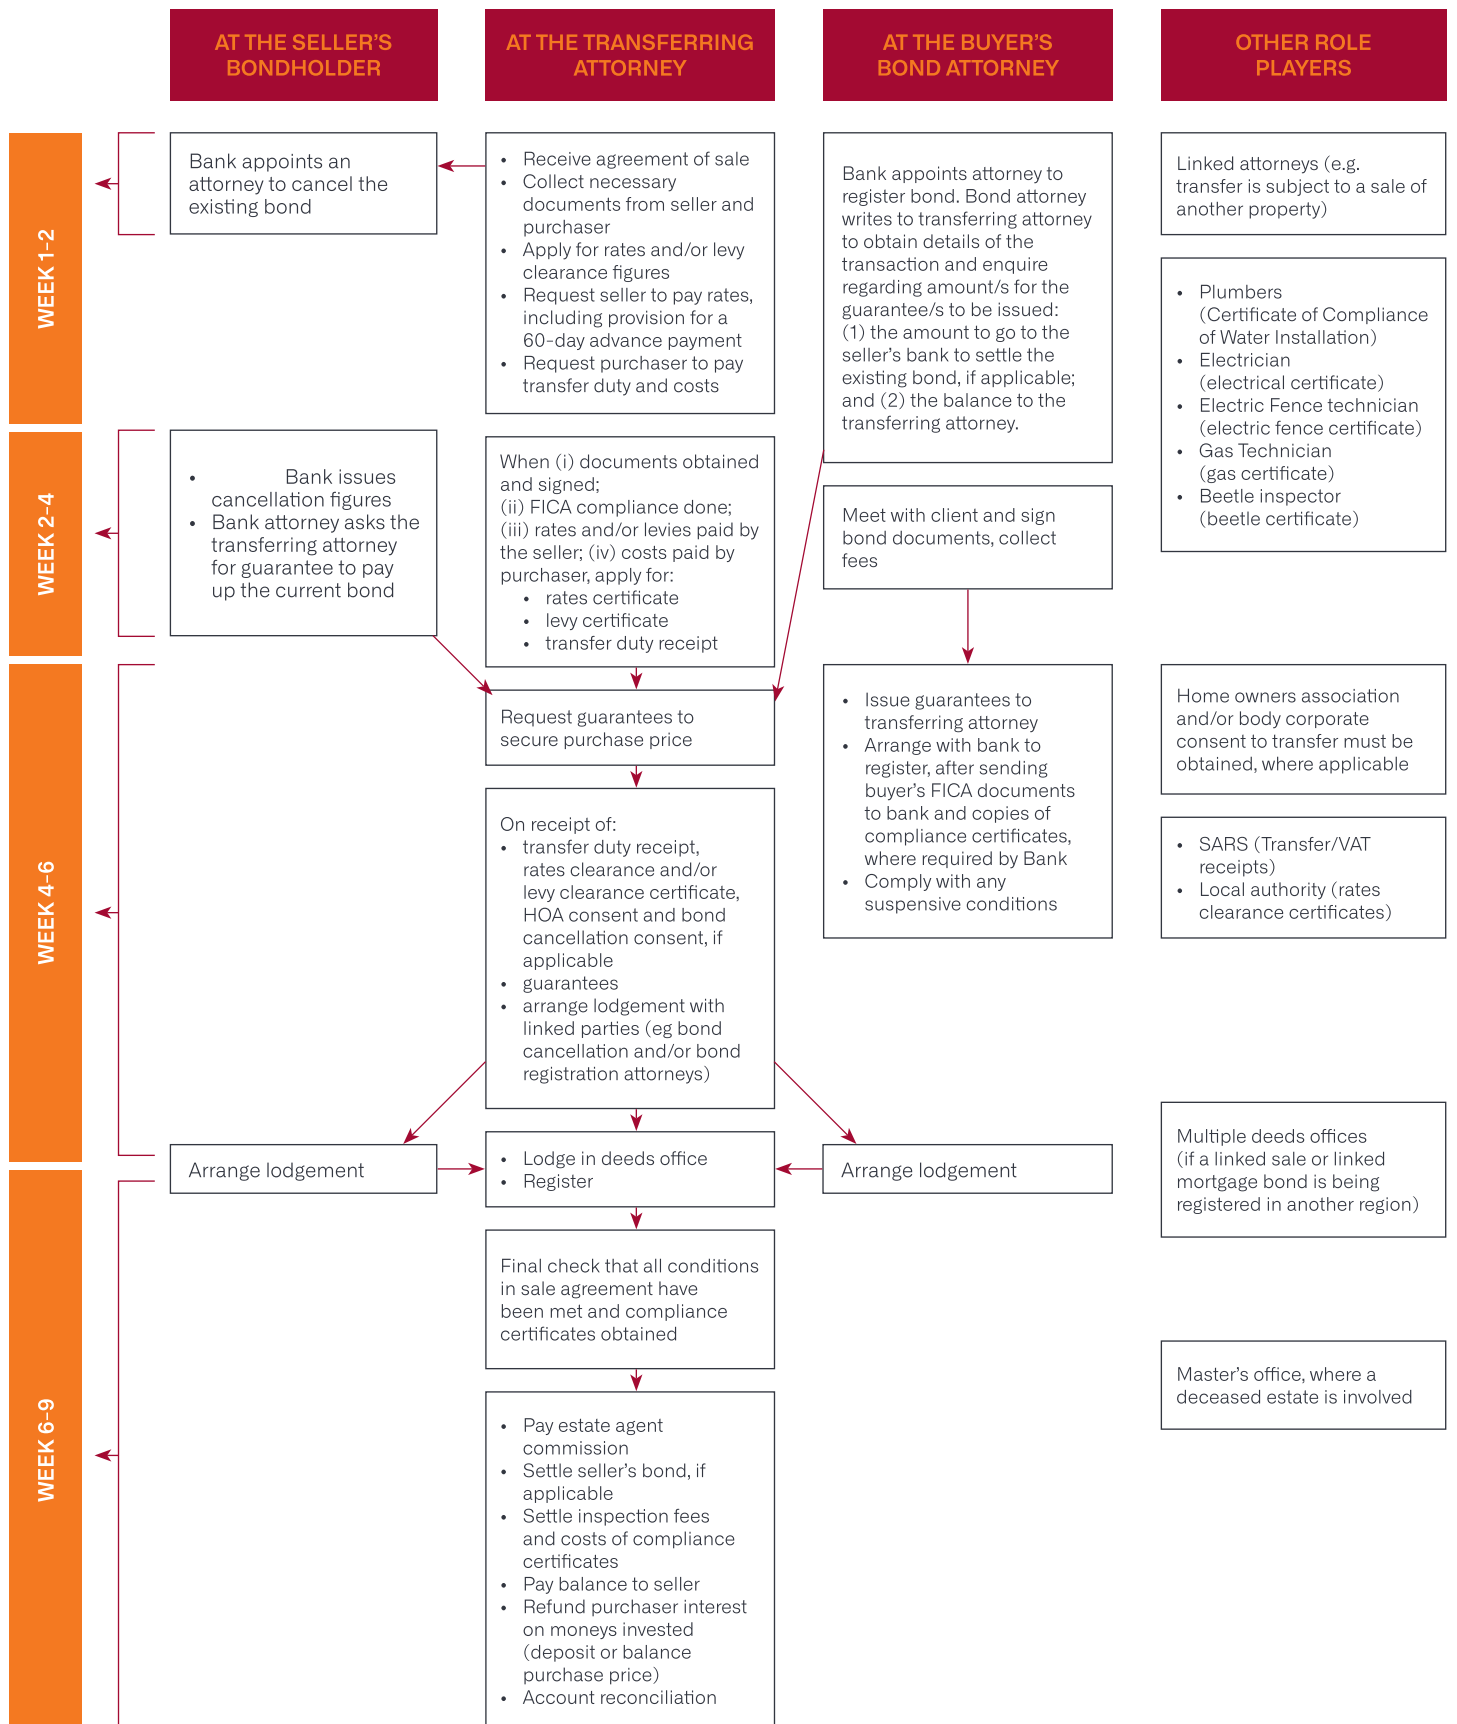 AT THE SELLER’S
BONDHOLDER
AT THE TRANSFERRING
ATTORNEY
AT THE BUYER’S
BOND ATTORNEY
OTHER ROLE
PLAYERS
WEEK 1-2
Bank appoints an
attorney to cancel the
existing bond
• Receive agreement of sale
• Collect necessary
documents from seller and
purchaser
• Apply for rates and/or levy
clearance figures
• Request seller to pay rates,
including provision for a
60-day advance payment
• Request purchaser to pay
transfer duty and costs
Bank appoints attorney to
register bond. Bond attorney
writes to transferring attorney
to obtain details of the
transaction and enquire
regarding amount/s for the
guarantee/s to be issued:
(1) the amount to go to the
seller’s bank to settle the
existing bond, if applicable;
and (2) the balance to the
transferring attorney.
Linked attorneys (e.g.
transfer is subject to a sale of
another property)
• Plumbers
(Certificate of Compliance
of Water Installation)
• Electrician
(electrical certificate)
• Electric Fence technician
(electric fence certificate)
• Gas Technician
(gas certificate)
• Beetle inspector
(beetle certificate)
WEEK 2-4
• Bank issues
cancellation figures
• Bank attorney asks the
transferring attorney
for guarantee to pay
up the current bond
When (i) documents obtained
and signed;
(ii) FICA compliance done;
(iii) rates and/or levies paid by
the seller; (iv) costs paid by
purchaser, apply for:
• rates certificate
• levy certificate
• transfer duty receipt
Meet with client and sign
bond documents, collect
fees
WEEK 4-6
Request guarantees to
secure purchase price
On receipt of:
• transfer duty receipt,
rates clearance and/or
levy clearance certificate,
HOA consent and bond
cancellation consent, if
applicable
• guarantees
• arrange lodgement with
linked parties (eg bond
cancellation and/or bond
registration attorneys)
• Issue guarantees to
transferring attorney
• Arrange with bank to
register, after sending
buyer’s FICA documents
to bank and copies of
compliance certificates,
where required by Bank
• Comply with any
suspensive conditions
Home owners association
and/or body corporate
consent to transfer must be
obtained, where applicable
• SARS (Transfer/VAT
receipts)
• Local authority (rates
clearance certificates)
Arrange lodgement
• Lodge in deeds office
• Register
Arrange lodgement
Multiple deeds offices
(if a linked sale or linked
mortgage bond is being
registered in another region)
WEEK 6-9
Final check that all conditions
in sale agreement have
been met and compliance
certificates obtained
Master’s office, where a
deceased estate is involved
• Pay estate agent
commission
• Settle seller’s bond, if
applicable
• Settle inspection fees
and costs of compliance
certificates
• Pay balance to seller
• Refund purchaser interest
on moneys invested
(deposit or balance
purchase price)
• Account reconciliation